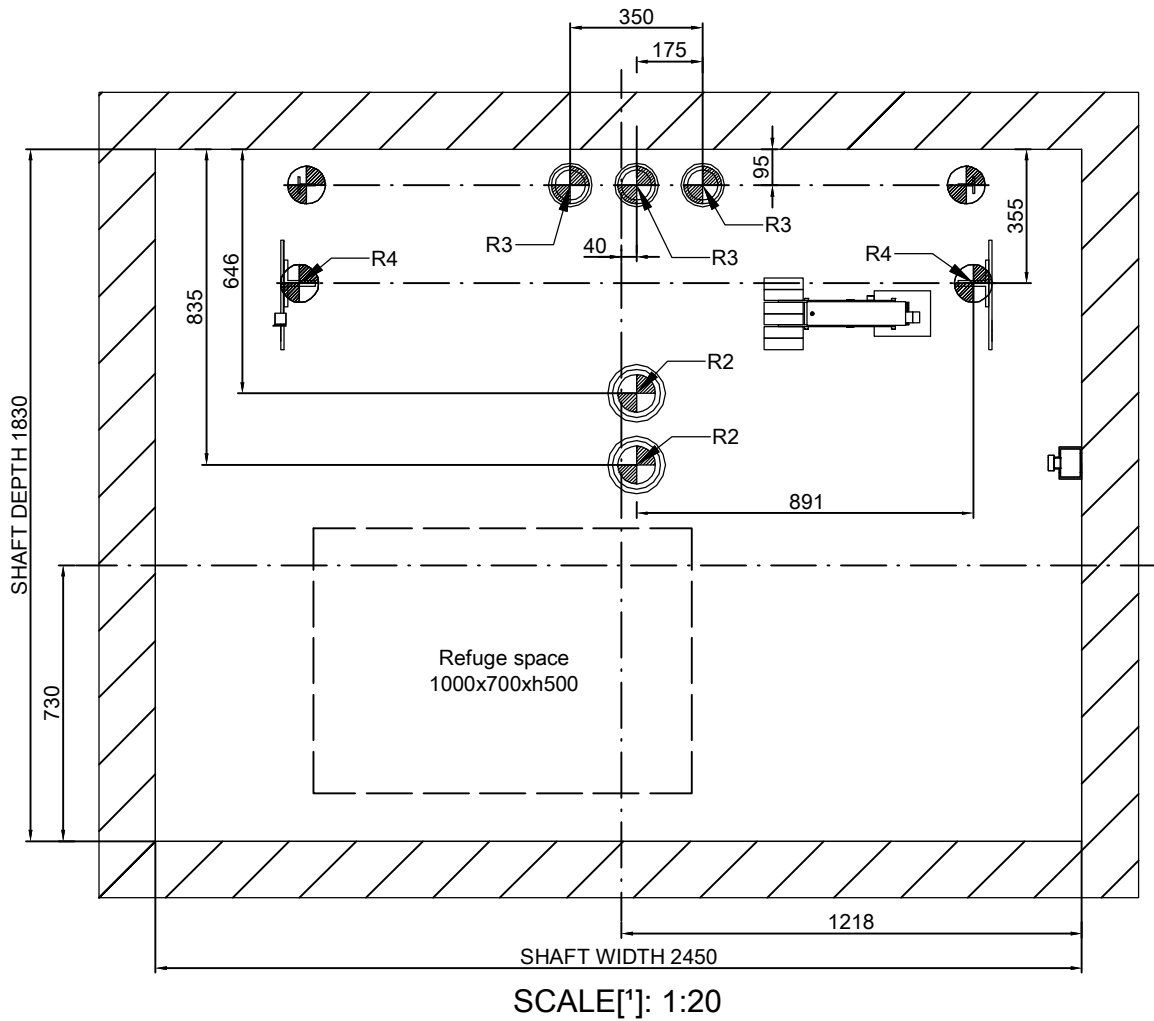 350
175
95
355
R3
R3
R3
40
R4
R4
646
835
R2
R2
891
SHAFT DEPTH 1830
730
Refuge space
1000x700xh500
1218
SHAFT WIDTH 2450
SCALE[¹]: 1:20